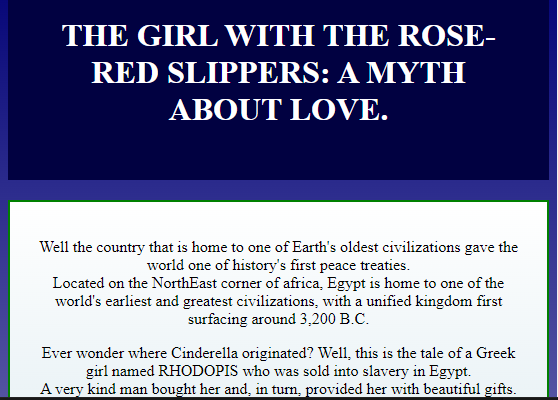 THE GIRL WITH THE ROSE-
RED SLIPPERS: A MYTH
ABOUT LOVE.
Well the country that is home to one of Earth's oldest civilizations gave the
world one of history's first peace treaties.
Located on the NorthEast corner of africa, Egypt is home to one of the
world's earliest and greatest civilizations, with a unified kingdom first
surfacing around 3,200 B.C.
Ever wonder where Cinderella originated? Well, this is the tale of a Greek
girl named RHODOPIS who was sold into slavery in Egypt.
A very kind man bought her and, in turn, provided her with beautiful gifts.